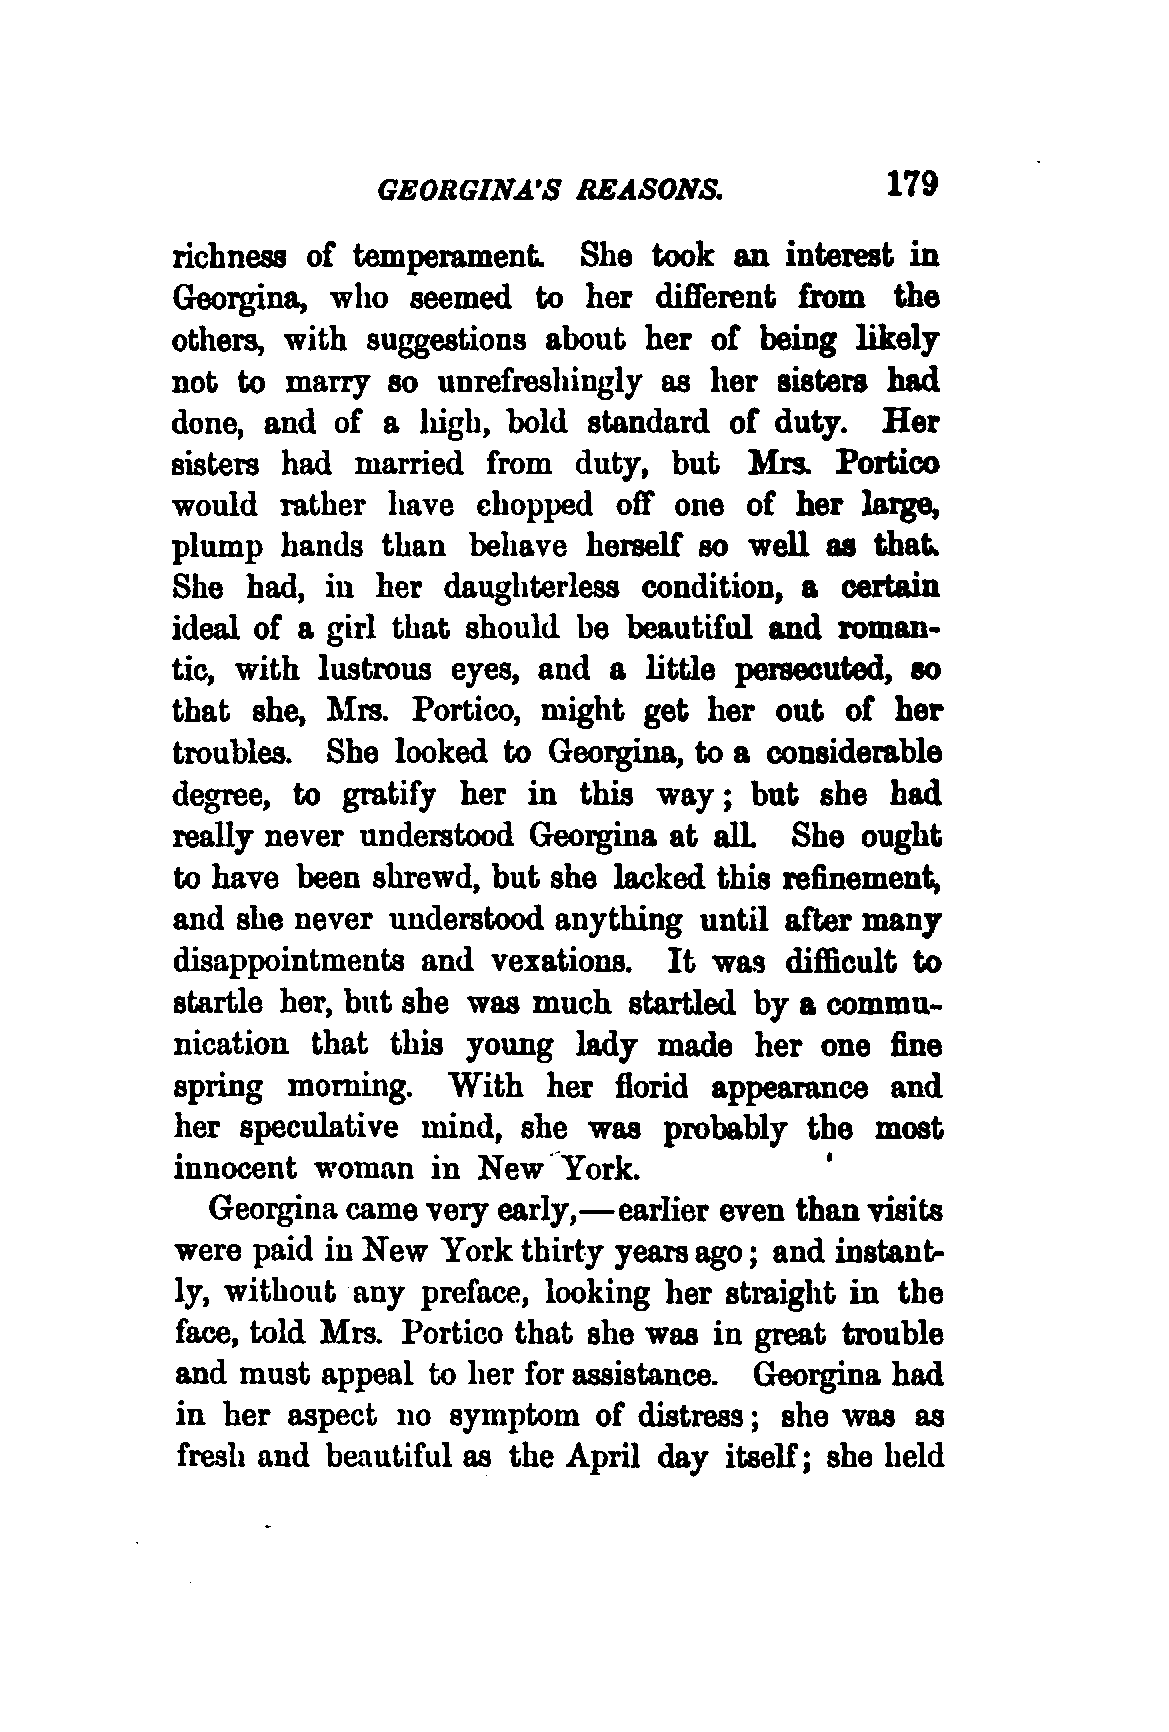 GEORGINA'S REASONS. 179
richness of temperament. She took an interest in
Georgina, who seemed to her different from the
others, with suggestions about her of being likely
not to marry so unrefreshingly as her sisters had
done, and of a high, bold standard of duty. Her
sisters had married from duty, but Mrs. Portico
would rather have chopped off one of her large,
plump hands than behave herself so well as that.
She had, in her daughterless condition, a certain
ideal of a girl that should be beautiful and roman-
tic, with lustrous eyes, and a little persecuted, so
that she, Mrs. Portico, might get her out of her
troubles. She looked to Georgina, to a considerable
degree, to gratify her in this way; but she had
really never understood Georgina at all. She ought
to have been shrewd, but she lacked this refinement,
and she never understood anything until after many
disappointments and vexations. It was difficult to
startle her, but she was much startled by a commu-
nication that this young lady made her one fine
spring morning. With her florid appearance and
her speculative mind, she was probably the most
innocent woman in New York.
Georgina came very early,—earlier even than visits
were paid in New York thirty years ago; and instant-
ly, without any preface, looking her straight in the
face, told Mrs. Portico that she was in great trouble
and must appeal to her for assistance. Georgina had
in her aspect no symptom of distress; she was as
fresh and beautiful as the April day itself; she held